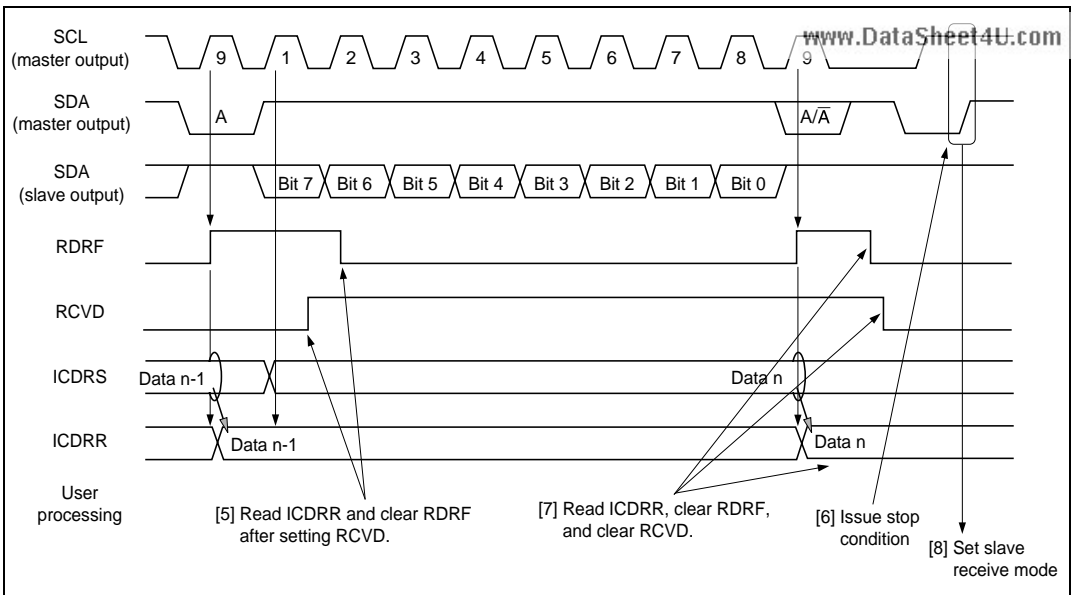 www.DataSheet4U.com
SCL
(master output)
9 1 2 3 4 5 6 7 8 9
SDA
(master output)
A A/A̅
SDA
(slave output)
Bit 7 Bit 6 Bit 5 Bit 4 Bit 3 Bit 2 Bit 1 Bit 0
RDRF
RCVD
ICDRS
Data n-1 Data n
ICDRR
Data n-1 Data n
User
processing
[5] Read ICDRR and clear RDRF
after setting RCVD.
[7] Read ICDRR, clear RDRF,
and clear RCVD.
[6] Issue stop
condition
[8] Set slave
receive mode